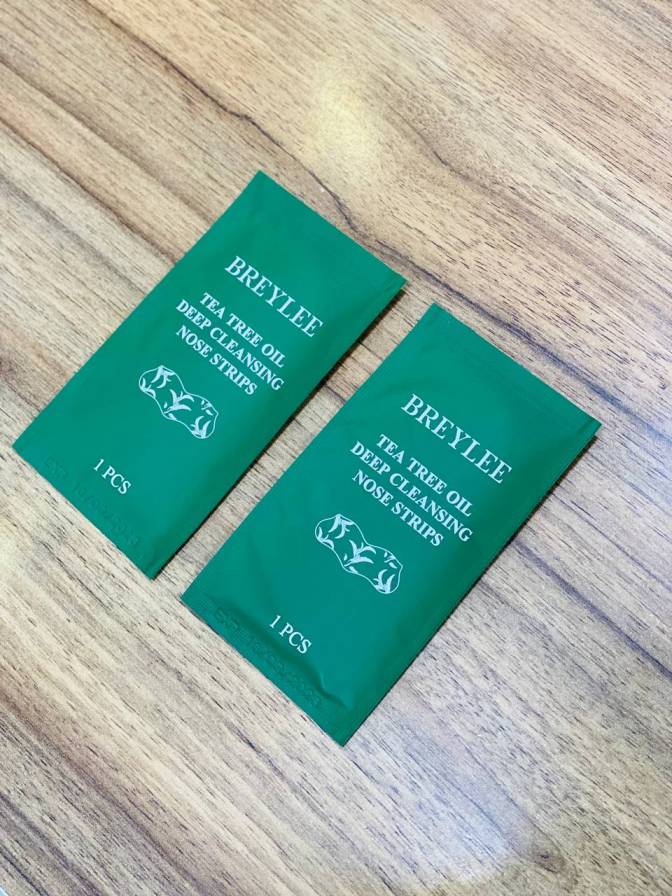 BREYLEE
TEA TREE OIL
DEEP CLEANSING
NOSE STRIPS
1 PCS
BREYLEE
TEA TREE OIL
DEEP CLEANSING
NOSE STRIPS
1 PCS